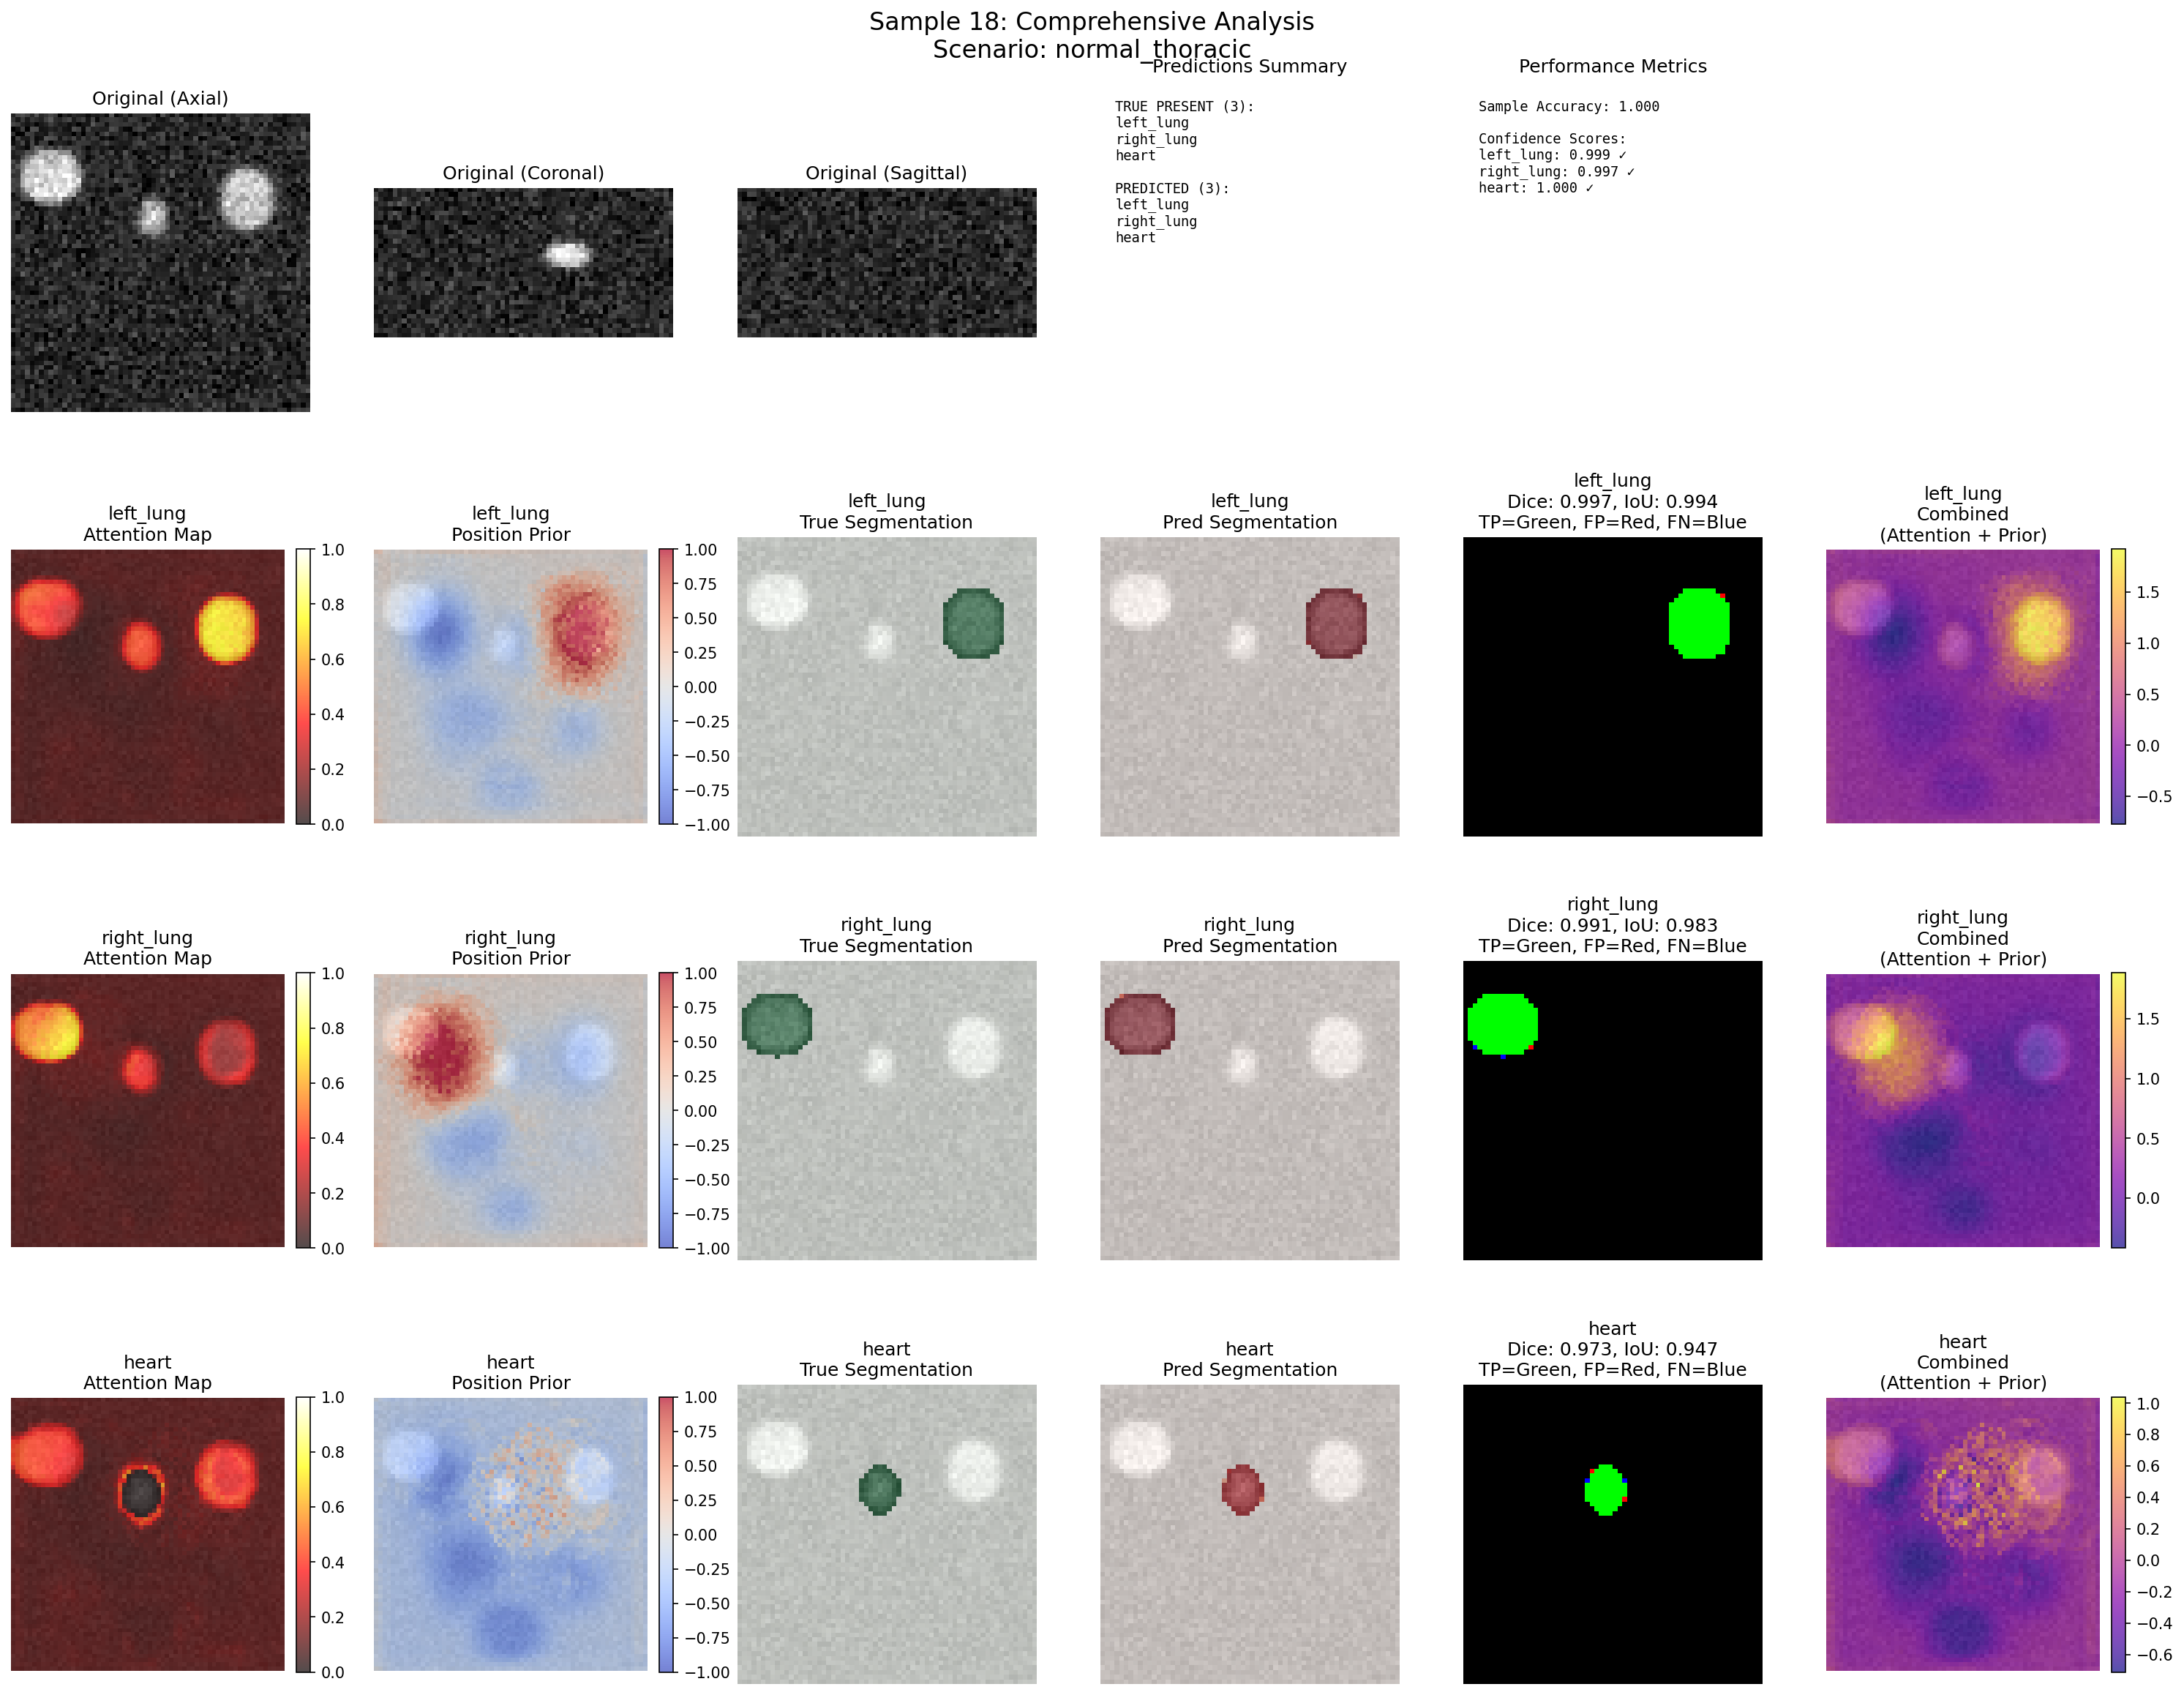 Sample 18: Comprehensive Analysis
Scenario: normal_thoracic
Original (Axial)
Original (Coronal)
Original (Sagittal)
Predictions Summary
TRUE PRESENT (3):
left_lung
right_lung
heart
PREDICTED (3):
left_lung
right_lung
heart
Performance Metrics
Sample Accuracy: 1.000
Confidence Scores:
left_lung: 0.999 ✓
right_lung: 0.997 ✓
heart: 1.000 ✓
left_lung
Attention Map
1.0
0.8
0.6
0.4
0.2
0.0
left_lung
Position Prior
1.00
0.75
0.50
0.25
0.00
−0.25
−0.50
−0.75
−1.00
left_lung
True Segmentation
left_lung
Pred Segmentation
left_lung
Dice: 0.997, IoU: 0.994
TP=Green, FP=Red, FN=Blue
left_lung
Combined
(Attention + Prior)
1.5
1.0
0.5
0.0
−0.5
right_lung
Attention Map
1.0
0.8
0.6
0.4
0.2
0.0
right_lung
Position Prior
1.00
0.75
0.50
0.25
0.00
−0.25
−0.50
−0.75
−1.00
right_lung
True Segmentation
right_lung
Pred Segmentation
right_lung
Dice: 0.991, IoU: 0.983
TP=Green, FP=Red, FN=Blue
right_lung
Combined
(Attention + Prior)
1.5
1.0
0.5
0.0
heart
Attention Map
1.0
0.8
0.6
0.4
0.2
0.0
heart
Position Prior
1.00
0.75
0.50
0.25
0.00
−0.25
−0.50
−0.75
−1.00
heart
True Segmentation
heart
Pred Segmentation
heart
Dice: 0.973, IoU: 0.947
TP=Green, FP=Red, FN=Blue
heart
Combined
(Attention + Prior)
1.0
0.8
0.6
0.4
0.2
0.0
−0.2
−0.4
−0.6